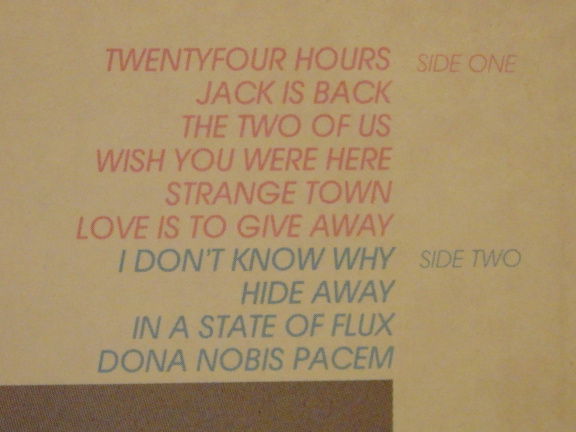 TWENTYFOUR HOURS SIDE ONE
JACK IS BACK
THE TWO OF US
WISH YOU WERE HERE
STRANGE TOWN
LOVE IS TO GIVE AWAY
I DON'T KNOW WHY SIDE TWO
HIDE AWAY
IN A STATE OF FLUX
DONA NOBIS PACEM